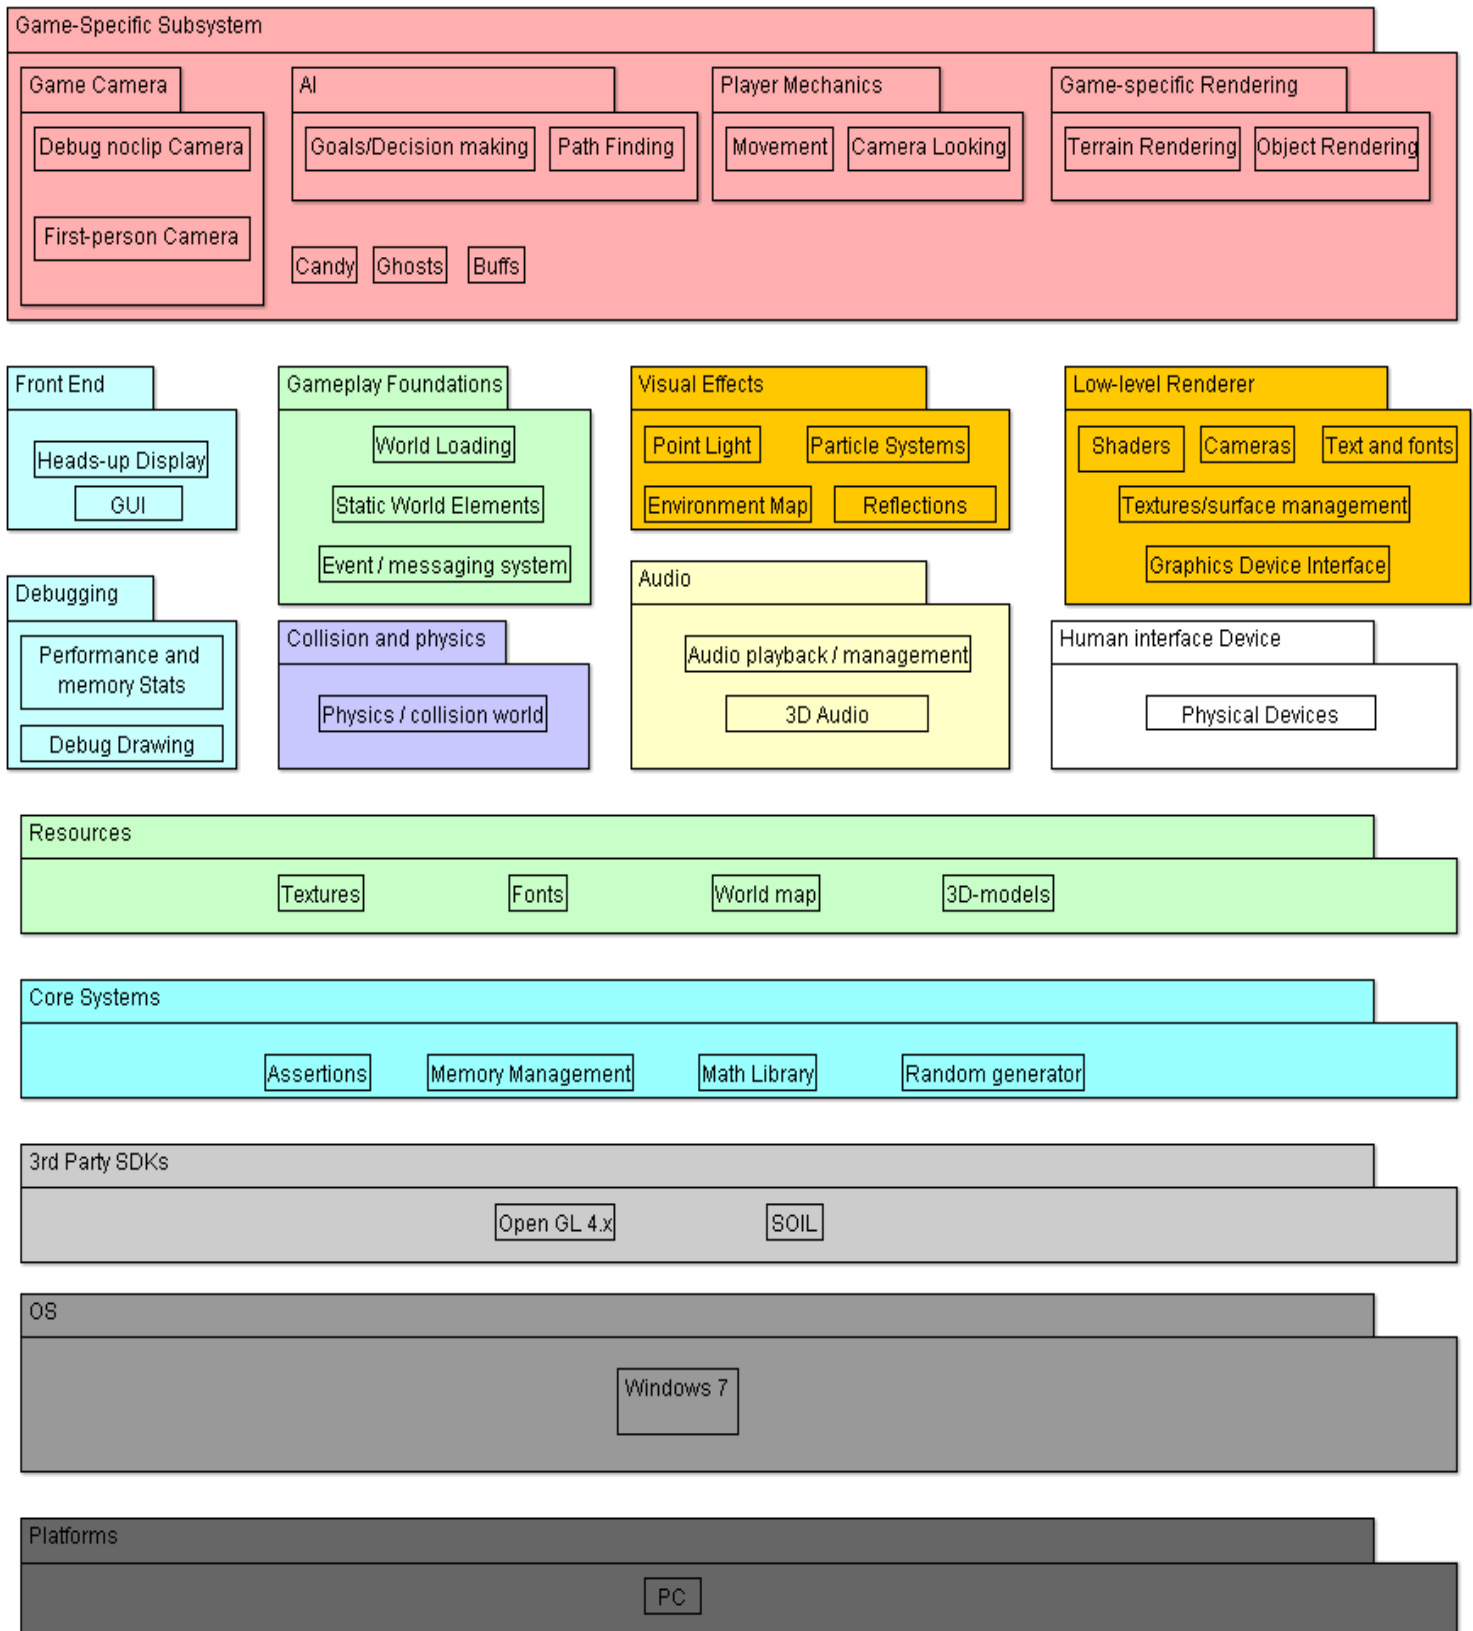 Game-Specific Subsystem
Game Camera
Debug noclip Camera
First-person Camera
AI
Goals/Decision making
Path Finding
Player Mechanics
Movement
Camera Looking
Game-specific Rendering
Terrain Rendering
Object Rendering
Candy
Ghosts
Buffs
Front End
Heads-up Display
GUI
Gameplay Foundations
World Loading
Static World Elements
Event / messaging system
Visual Effects
Point Light
Particle Systems
Environment Map
Reflections
Low-level Renderer
Shaders
Cameras
Text and fonts
Textures/surface management
Graphics Device Interface
Debugging
Performance and
memory Stats
Debug Drawing
Collision and physics
Physics / collision world
Audio
Audio playback / management
3D Audio
Human interface Device
Physical Devices
Resources
Textures
Fonts
World map
3D-models
Core Systems
Assertions
Memory Management
Math Library
Random generator
3rd Party SDKs
Open GL 4.x
SOIL
OS
Windows 7
Platforms
PC